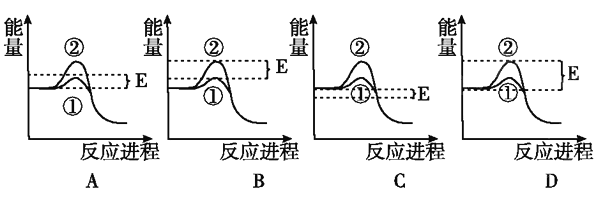 能量 ② ① E 反应进程 A
能量 ② ① E 反应进程 B
能量 ② ① E 反应进程 C
能量 ② ① E 反应进程 D